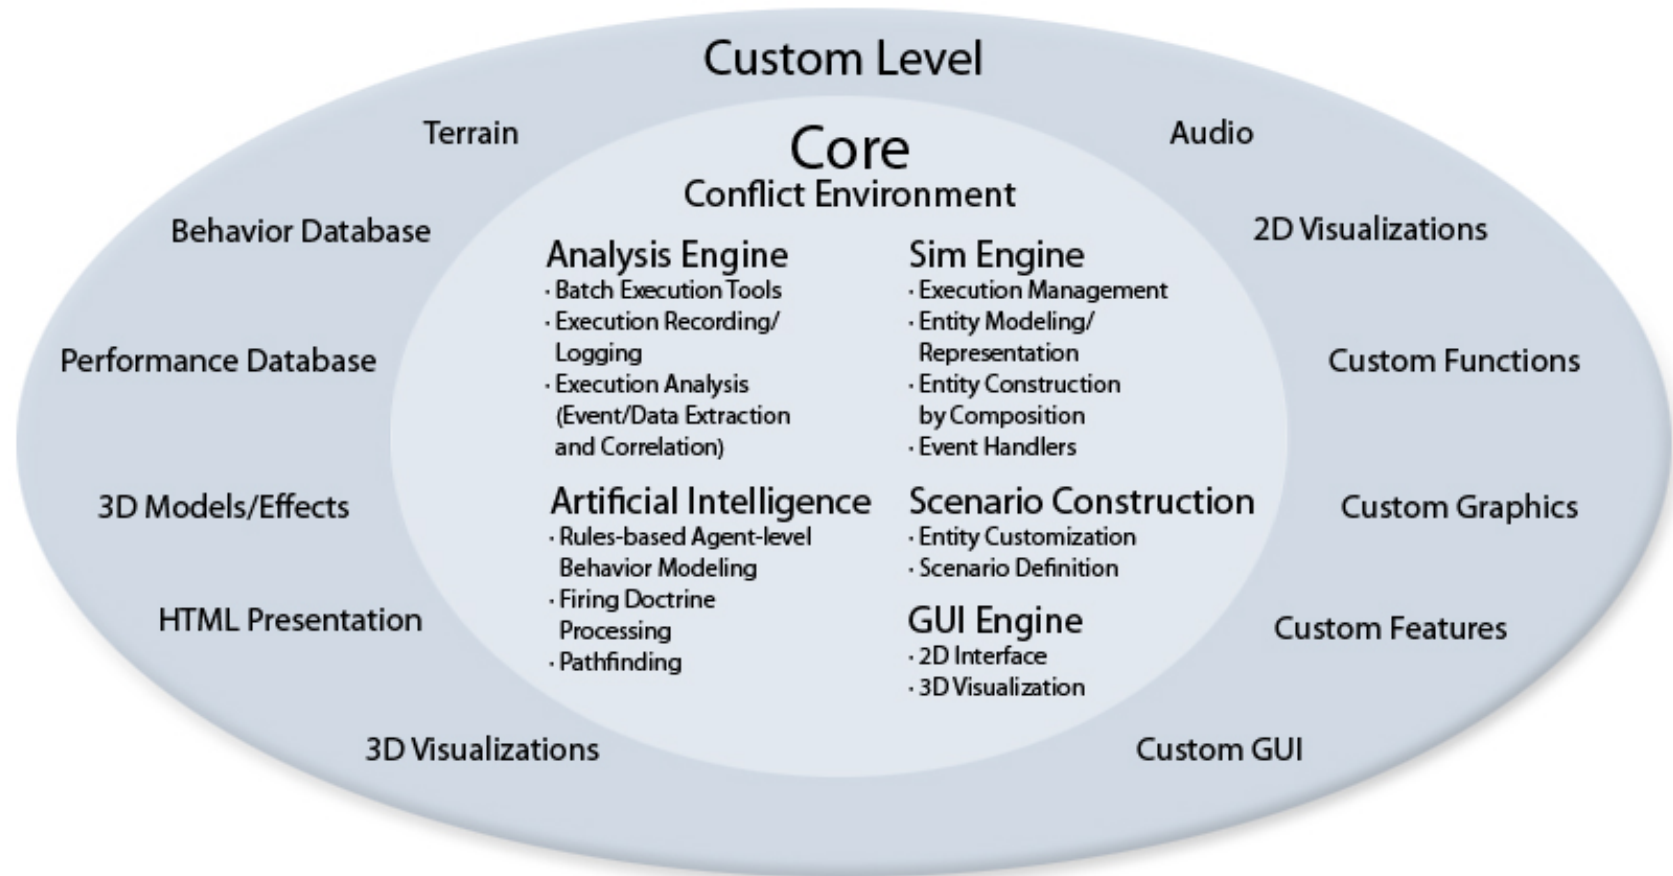 Custom Level
Terrain
Audio
Core
Conflict Environment
Behavior Database
2D Visualizations
Analysis Engine
· Batch Execution Tools
· Execution Recording/
Logging
· Execution Analysis
(Event/Data Extraction
and Correlation)
Sim Engine
· Execution Management
· Entity Modeling/
Representation
· Entity Construction
by Composition
· Event Handlers
Performance Database
Custom Functions
Artificial Intelligence
· Rules-based Agent-level
Behavior Modeling
· Firing Doctrine
Processing
· Pathfinding
Scenario Construction
· Entity Customization
· Scenario Definition
GUI Engine
· 2D Interface
· 3D Visualization
3D Models/Effects
Custom Graphics
HTML Presentation
Custom Features
3D Visualizations
Custom GUI